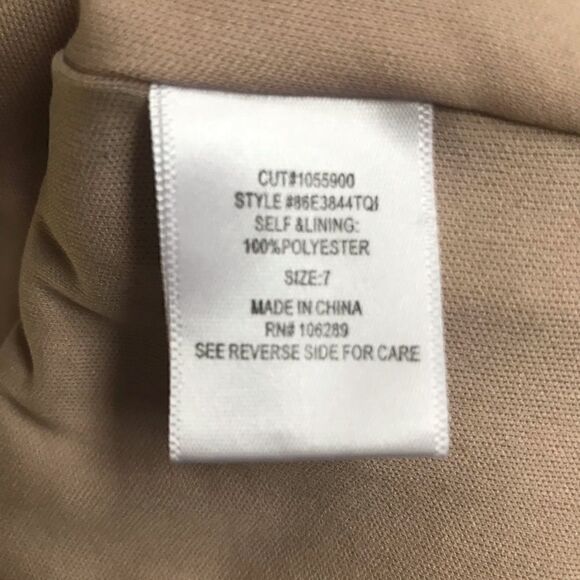 CUT#1055900
STYLE #86E3844TQI
SELF &LINING:
100%POLYESTER
SIZE:7
MADE IN CHINA
RN# 106289
SEE REVERSE SIDE FOR CARE